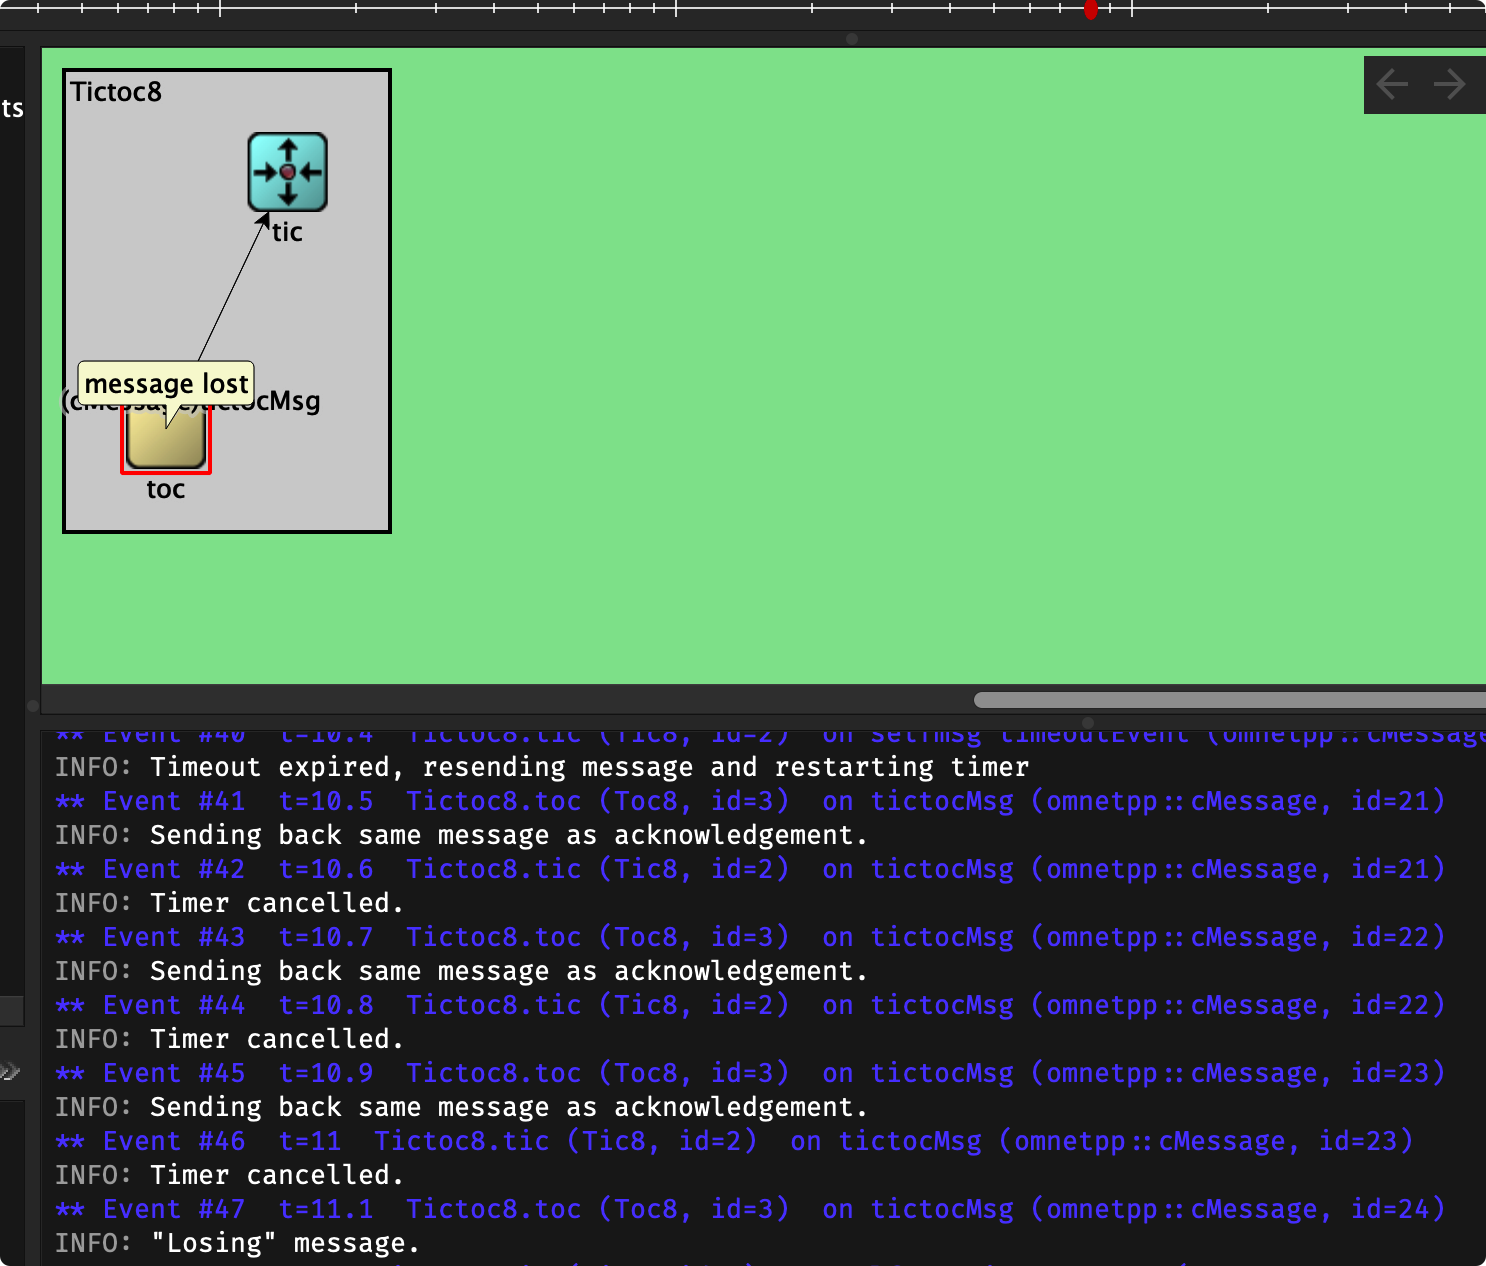 ts
Tictoc8
tic
message lost
(cMessage)tictocMsg
toc
** Event #40 t=10.4 Tictoc8.tic (Tic8, id=2) on selfmsg timeoutEvent (omnetpp::cMessage
INFO: Timeout expired, resending message and restarting timer
** Event #41 t=10.5 Tictoc8.toc (Toc8, id=3) on tictocMsg (omnetpp::cMessage, id=21)
INFO: Sending back same message as acknowledgement.
** Event #42 t=10.6 Tictoc8.tic (Tic8, id=2) on tictocMsg (omnetpp::cMessage, id=21)
INFO: Timer cancelled.
** Event #43 t=10.7 Tictoc8.toc (Toc8, id=3) on tictocMsg (omnetpp::cMessage, id=22)
INFO: Sending back same message as acknowledgement.
** Event #44 t=10.8 Tictoc8.tic (Tic8, id=2) on tictocMsg (omnetpp::cMessage, id=22)
INFO: Timer cancelled.
** Event #45 t=10.9 Tictoc8.toc (Toc8, id=3) on tictocMsg (omnetpp::cMessage, id=23)
INFO: Sending back same message as acknowledgement.
** Event #46 t=11 Tictoc8.tic (Tic8, id=2) on tictocMsg (omnetpp::cMessage, id=23)
INFO: Timer cancelled.
** Event #47 t=11.1 Tictoc8.toc (Toc8, id=3) on tictocMsg (omnetpp::cMessage, id=24)
INFO: "Losing" message.